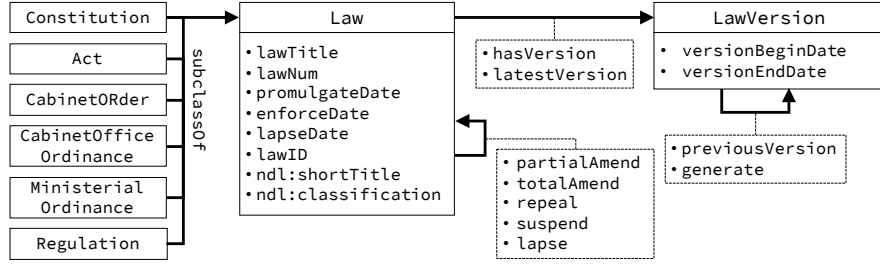 Constitution
Act
CabinetORder
CabinetOffice
Ordinance
Ministerial
Ordinance
Regulation
subclassOf
Law
• lawTitle
• lawNum
• promulgateDate
• enforceDate
• lapseDate
• lawID
• ndl:shortTitle
• ndl:classification
• hasVersion
• latestVersion
• partialAmend
• totalAmend
• repeal
• suspend
• lapse
LawVersion
• versionBeginDate
• versionEndDate
• previousVersion
• generate